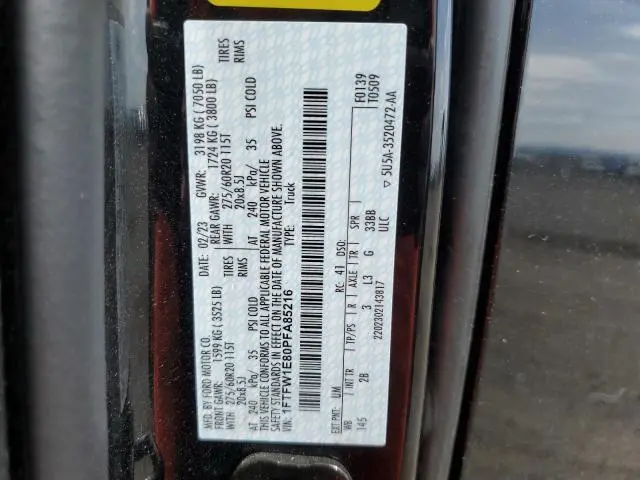 MFD. BY FORD MOTOR CO. DATE: 02/23 GVWR: 3198 KG (7050 LB)
FRONT GAWR: 1599 KG (3525 LB) REAR GAWR: 1724 KG (3800 LB)
WITH 275/60R20 115T TIRES WITH 275/60R20 115T TIRES
20x8.5J RIMS 20x8.5J RIMS
AT 240 kPa/ 35 PSI COLD AT 240 kPa/ 35 PSI COLD
THIS VEHICLE CONFORMS TO ALL APPLICABLE FEDERAL MOTOR VEHICLE
SAFETY STANDARDS IN EFFECT ON THE DATE OF MANUFACTURE SHOWN ABOVE.
VIN: 1FTFW1E80PFA85216 TYPE: Truck
F0139
T0509
EXT PNT: UM RC: 41 DSO:
WB INT TR TP/PS R AXLE TR SPR
145 2B 3 L3 G 33BB
2202302143817 ULC
▽ 5U5A-3520472-AA